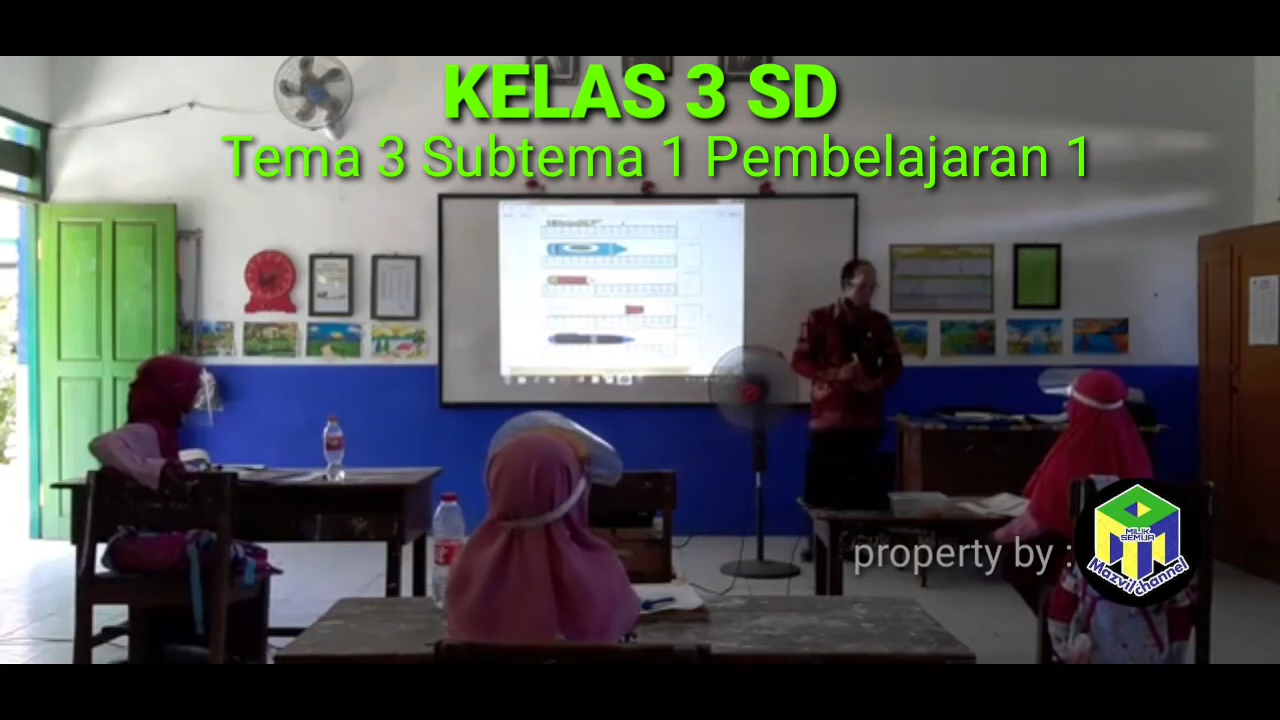 KELAS 3 SD
Tema 3 Subtema 1 Pembelajaran 1
property by :
MILIK
SEMUA
Mazvil channel